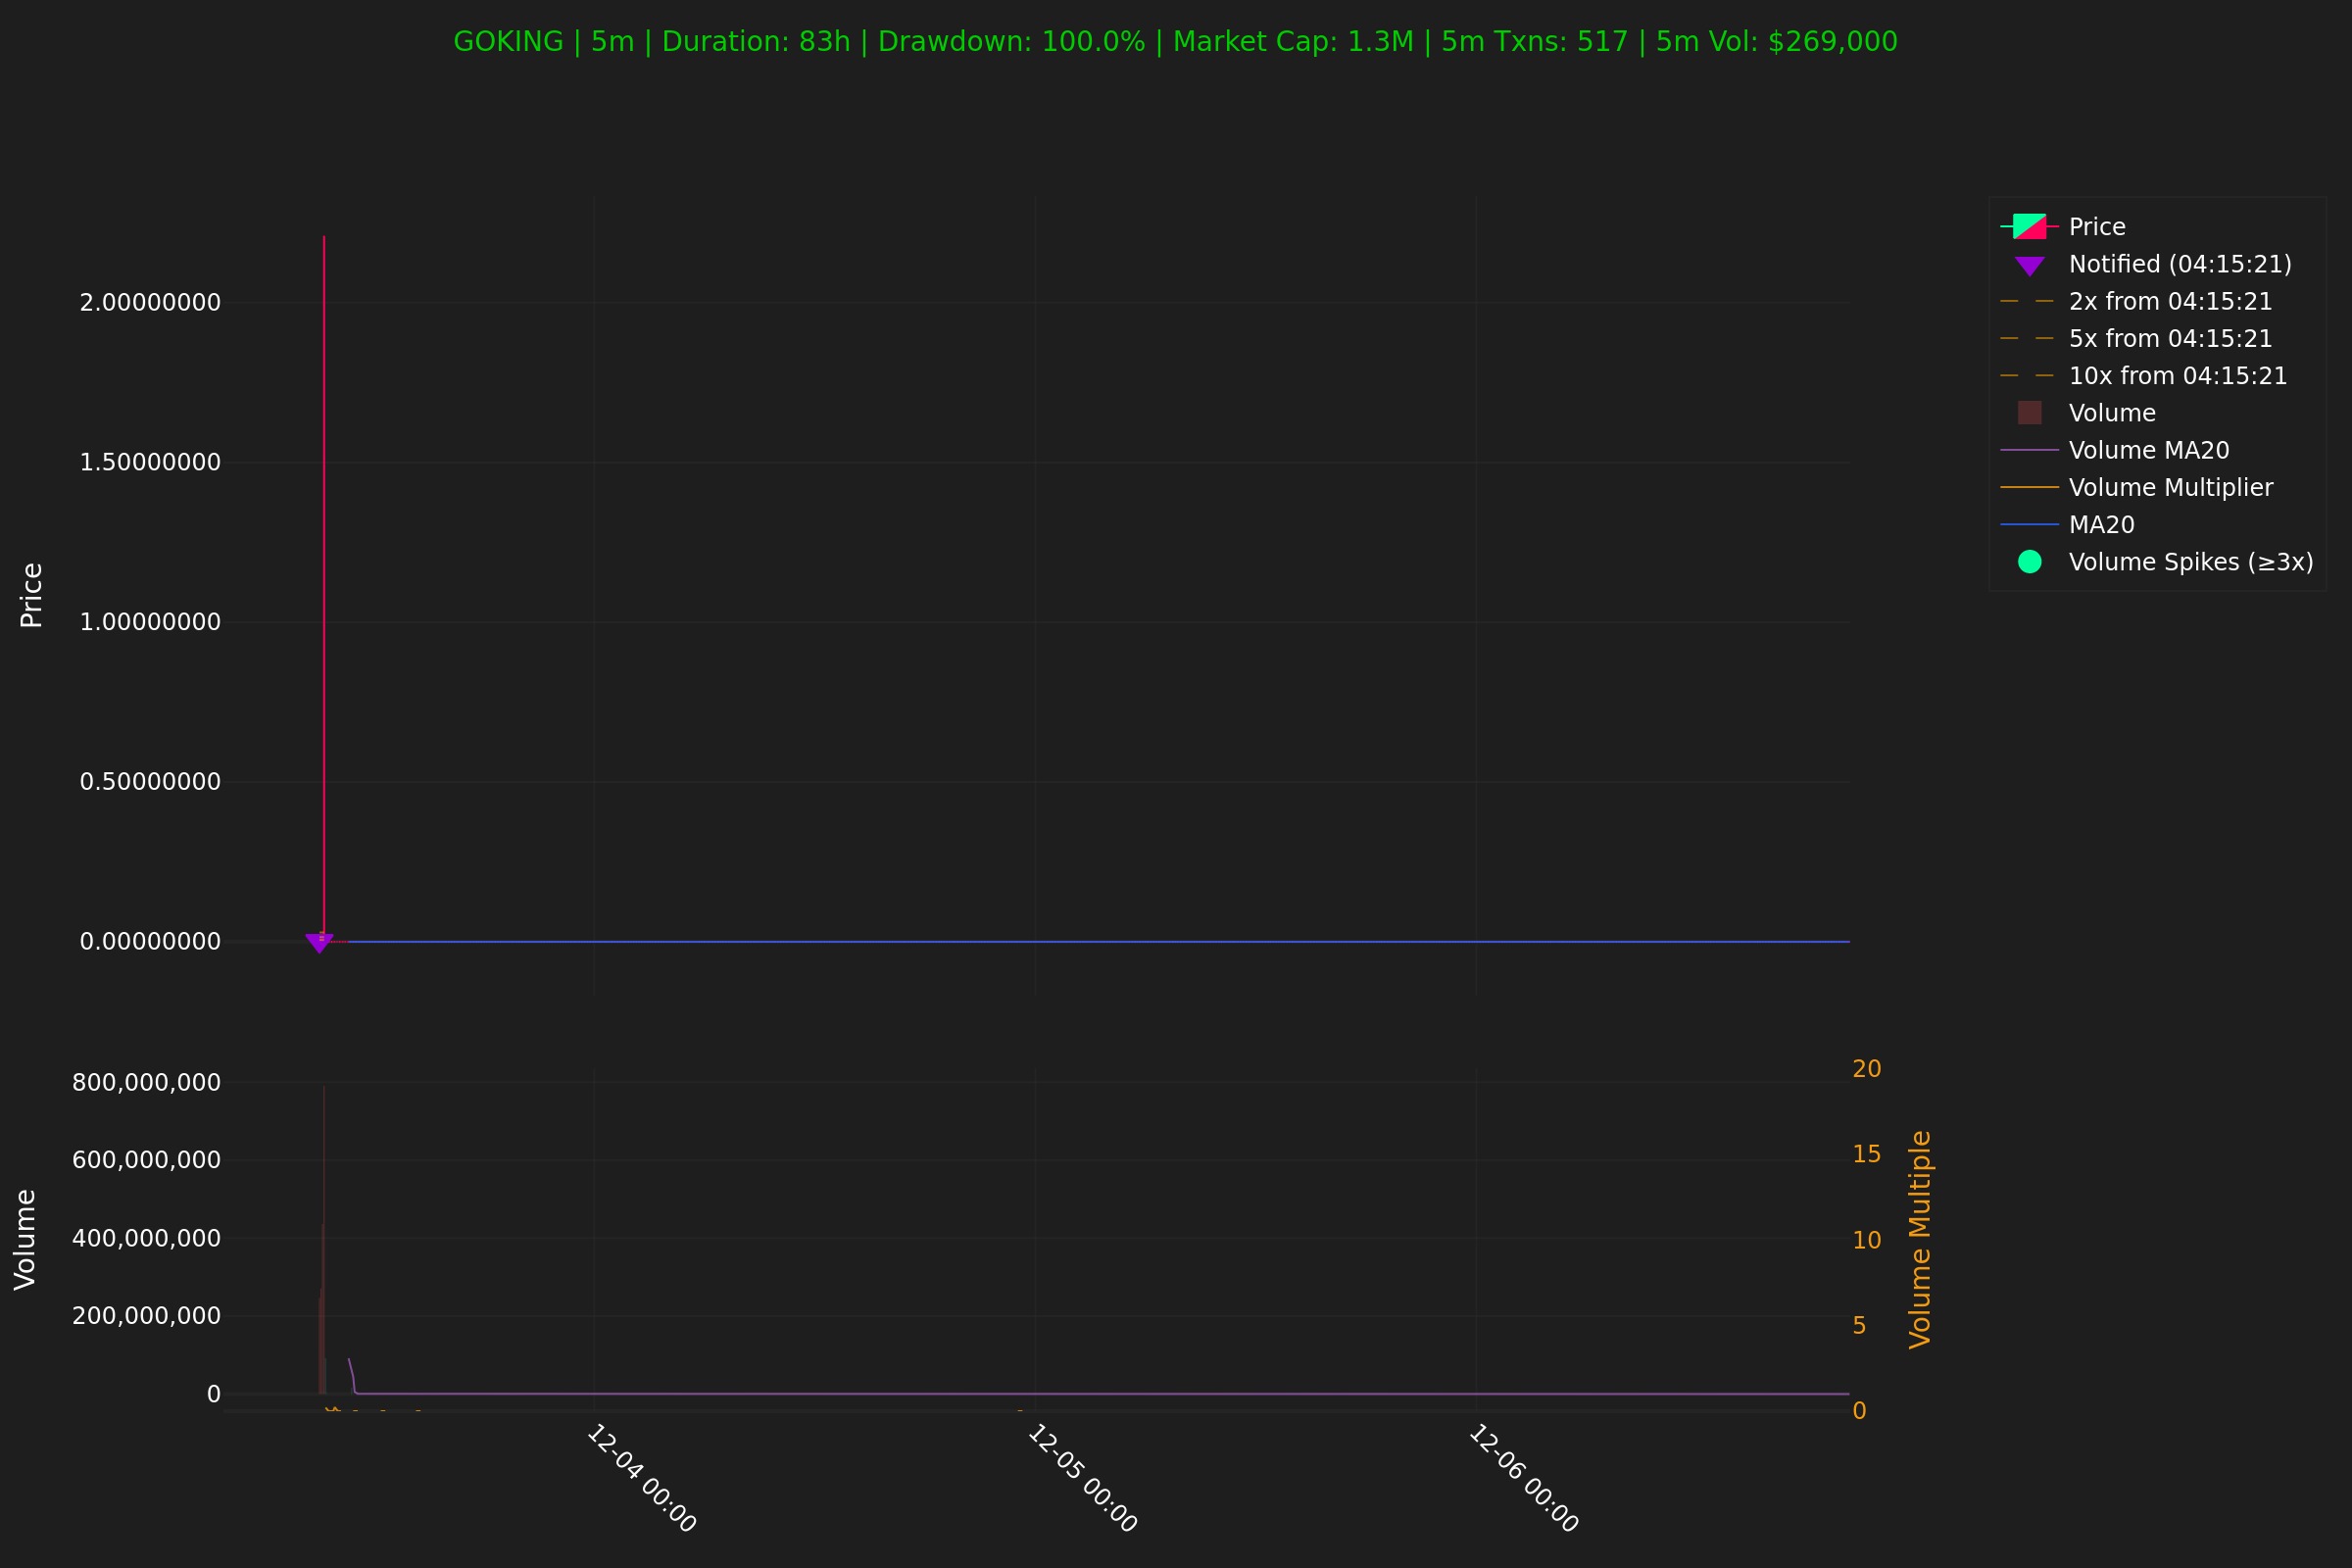 GOKING | 5m | Duration: 83h | Drawdown: 100.0% | Market Cap: 1.3M | 5m Txns: 517 | 5m Vol: $269,000
Price
2.00000000
1.50000000
1.00000000
0.50000000
0.00000000
Price
Notified (04:15:21)
2x from 04:15:21
5x from 04:15:21
10x from 04:15:21
Volume
Volume MA20
Volume Multiplier
MA20
Volume Spikes (≥3x)
Volume
800,000,000
600,000,000
400,000,000
200,000,000
0
20
15
10
5
0
Volume Multiple
12-04 00:00
12-05 00:00
12-06 00:00